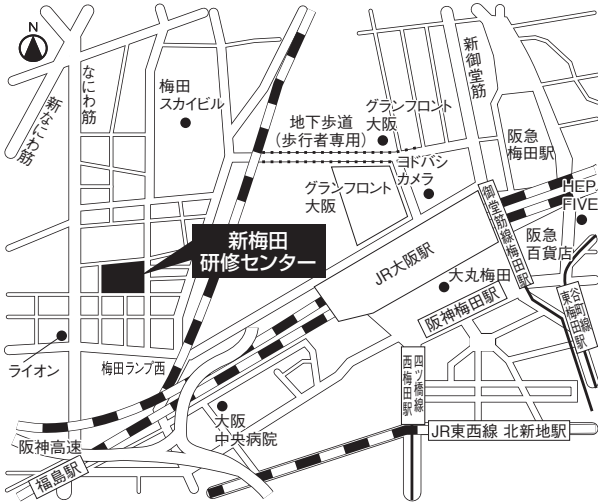 N
新なにわ筋
なにわ筋
梅田
スカイビル
地下歩道
(歩行者専用)
グランフロント
大阪
新御堂筋
阪急
梅田駅
ヨドバシ
カメラ
グランフロント
大阪
御堂筋線梅田駅
HEP
FIVE
阪急
百貨店
新梅田
研修センター
JR大阪駅
大丸梅田
阪神梅田駅
谷町線
東梅田駅
ライオン
梅田ランプ西
四ツ橋線
西梅田駅
大阪
中央病院
阪神高速
福島駅
JR東西線 北新地駅